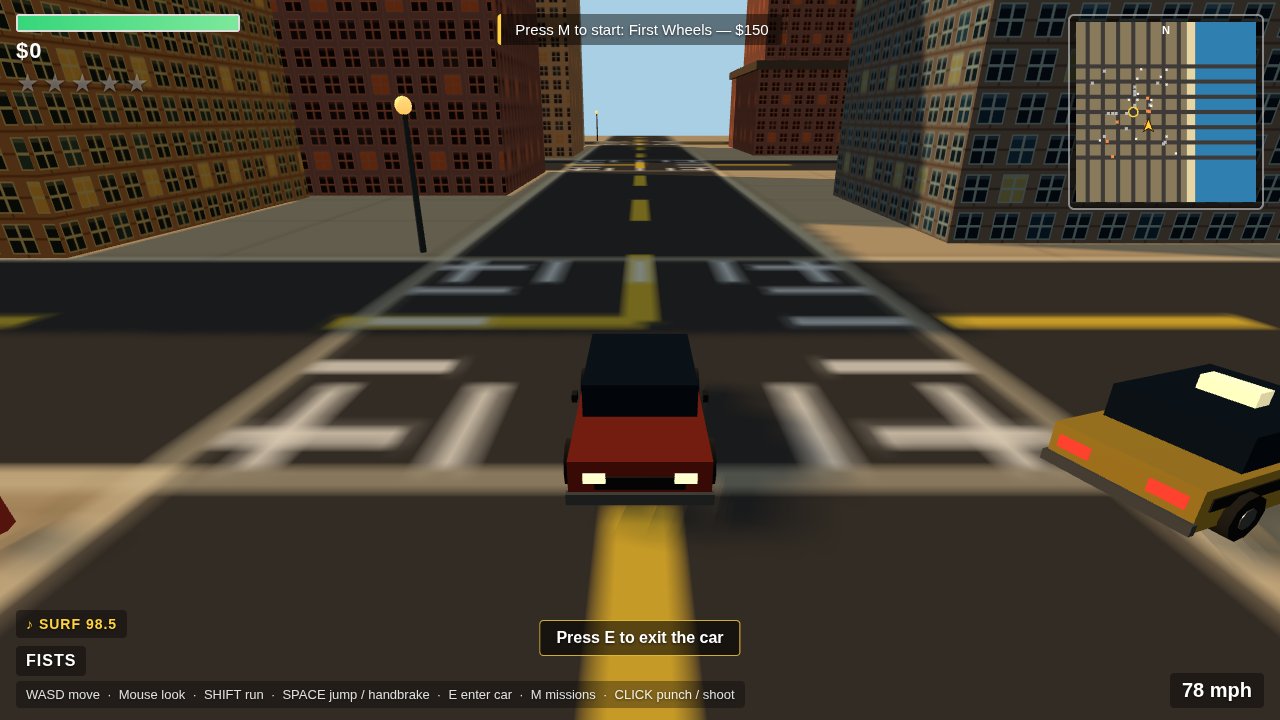 Press M to start: First Wheels — $150
N
$0
♪ SURF 98.5
FISTS
Press E to exit the car
WASD move · Mouse look · SHIFT run · SPACE jump / handbrake · E enter car · M missions · CLICK punch / shoot
78 mph